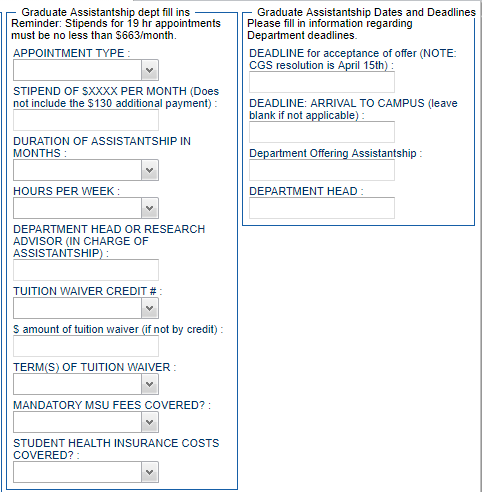 Graduate Assistantship dept fill ins
Reminder: Stipends for 19 hr appointments
must be no less than $663/month.
APPOINTMENT TYPE :
STIPEND OF $XXXX PER MONTH (Does
not include the $130 additional payment) :
DURATION OF ASSISTANTSHIP IN
MONTHS :
HOURS PER WEEK :
DEPARTMENT HEAD OR RESEARCH
ADVISOR (IN CHARGE OF
ASSISTANTSHIP) :
TUITION WAIVER CREDIT # :
$ amount of tuition waiver (if not by credit) :
TERM(S) OF TUITION WAIVER :
MANDATORY MSU FEES COVERED? :
STUDENT HEALTH INSURANCE COSTS
COVERED? :
Graduate Assistantship Dates and Deadlines
Please fill in information regarding
Department deadlines.
DEADLINE for acceptance of offer (NOTE:
CGS resolution is April 15th) :
DEADLINE: ARRIVAL TO CAMPUS (leave
blank if not applicable) :
Department Offering Assistantship :
DEPARTMENT HEAD :